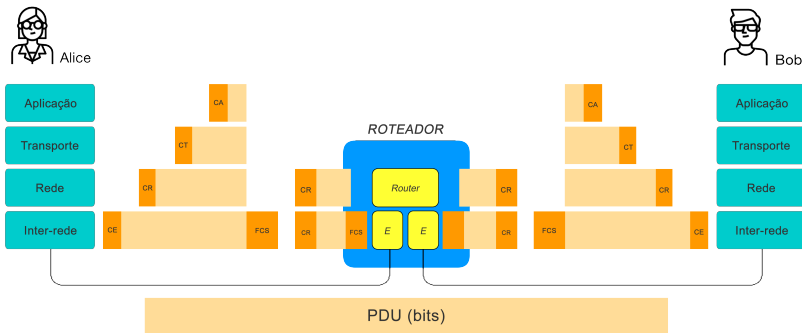 Alice
Bob
Aplicação
CA
CA
Aplicação
ROTEADOR
Transporte
CT
CT
Transporte
Rede
CR
CR
Router
CR
CR
Rede
Inter-rede
CE
FCS
CR
FCS
E
E
CR
FCS
CE
Inter-rede
PDU (bits)